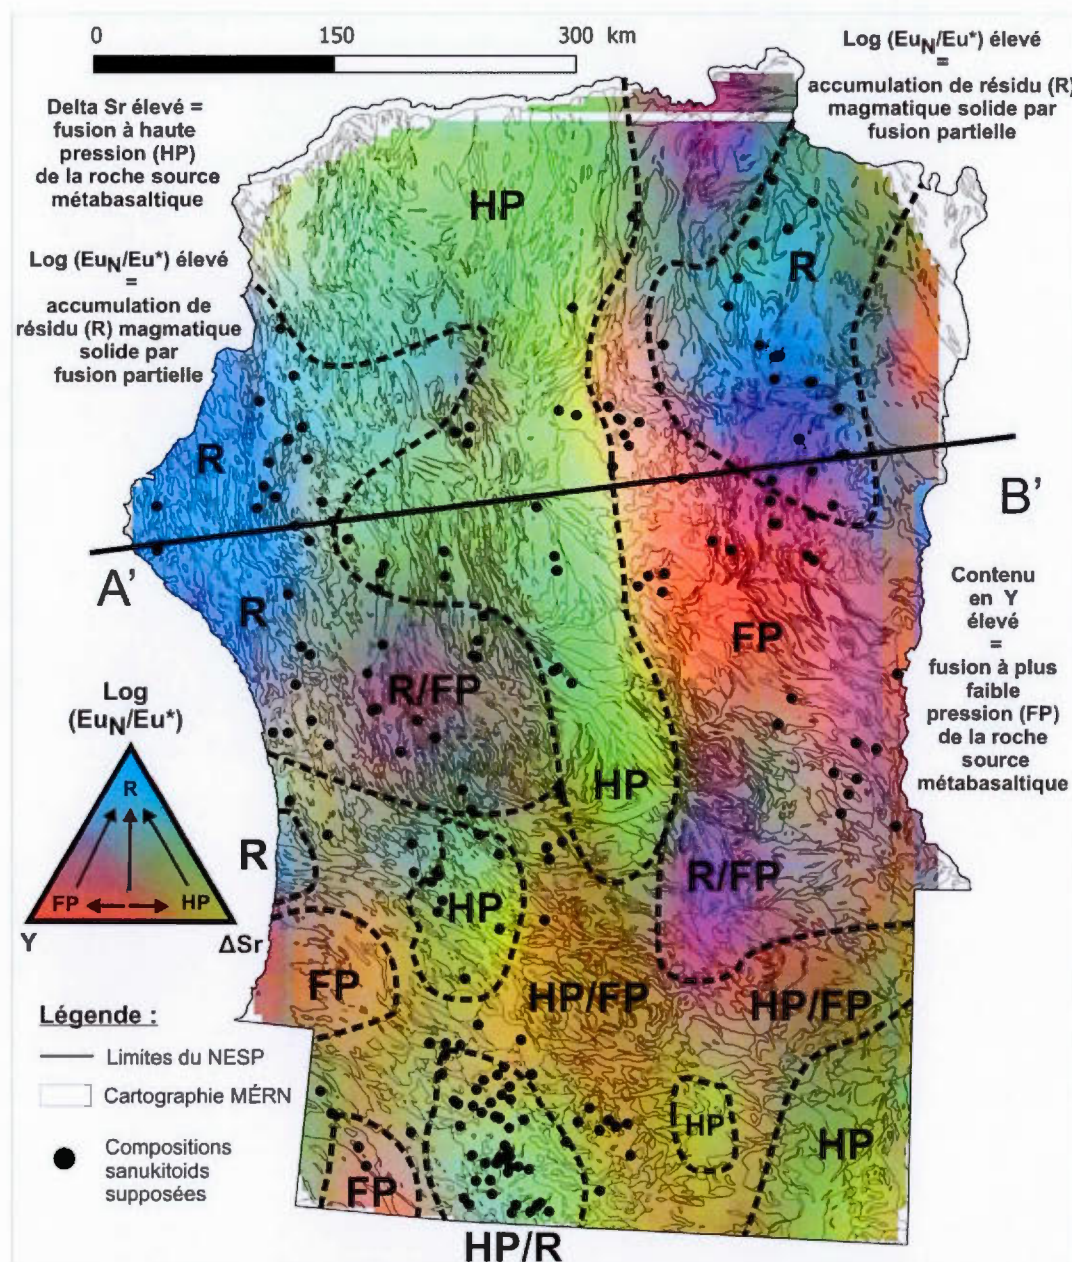 0 150 300 km
Delta Sr élevé =
fusion à haute
pression (HP)
de la roche source
métabasaltique
Log (EuN/Eu*) élevé
=
accumulation de résidu (R)
magmatique solide par
fusion partielle
Log (EuN/Eu*) élevé
=
accumulation de
résidu (R) magmatique
solide par
fusion partielle
HP
R
R
A'
B'
R
FP
R/FP
HP
Contenu
en Y
élevé
=
fusion à plus
faible
pression (FP)
de la roche
source
métabasaltique
Log
(EuN/Eu*)
R
FP
HP
Y
ΔSr
R
HP
R/FP
FP
HP/FP
HP/FP
HP
HP
FP
HP/R
Légende :
Limites du NESP
Cartographie MÉRN
Compositions
sanukitoids
supposées